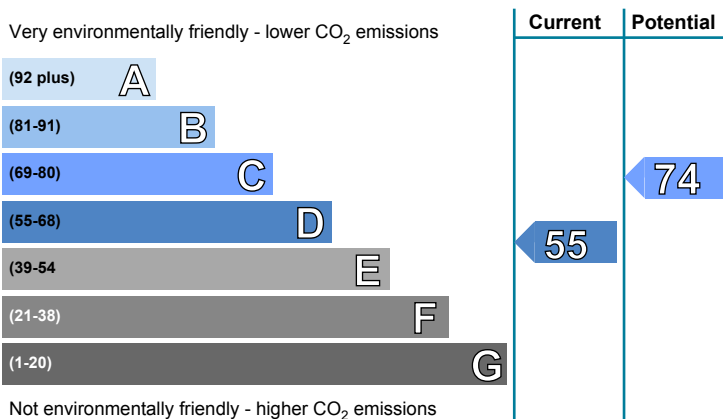 Very environmentally friendly - lower CO2 emissions
Current
Potential
(92 plus) A
(81-91) B
(69-80) C
74
(55-68) D
55
(39-54 E
(21-38) F
(1-20) G
Not environmentally friendly - higher CO2 emissions